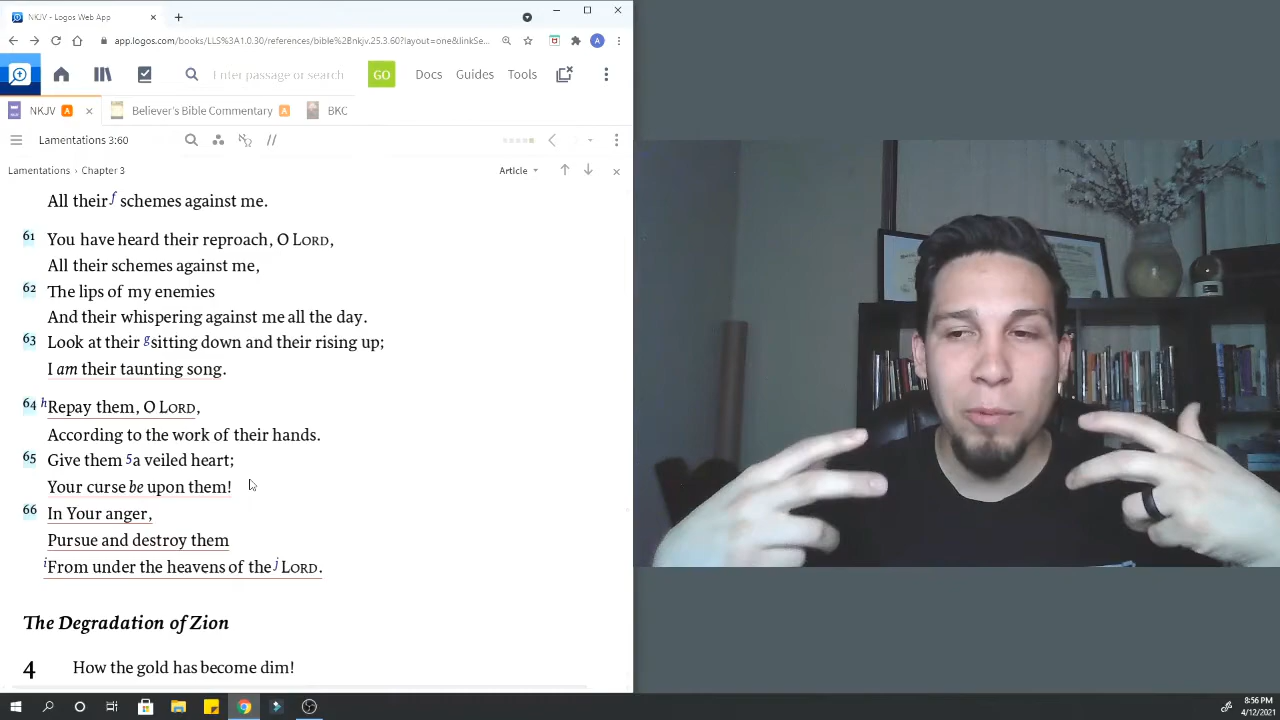 NKJV - Logos Web App
app.logos.com/books/LLS%3A1.0.30/references/bible%2Bnkjv.25.3.60?layout=one&linkSe...
A
Enter passage or search
GO
Docs
Guides
Tools
NKJV A
Believer's Bible Commentary A
BKC
Lamentations 3:60
Lamentations › Chapter 3
Article
All their f schemes against me.
61 You have heard their reproach, O LORD,
All their schemes against me,
62 The lips of my enemies
And their whispering against me all the day.
63 Look at their g sitting down and their rising up;
I am their taunting song.
64 h Repay them, O LORD,
According to the work of their hands.
65 Give them 5 a veiled heart;
Your curse be upon them!
66 In Your anger,
Pursue and destroy them
i From under the heavens of the j LORD.
The Degradation of Zion
4 How the gold has become dim!
8:56 PM
4/12/2021